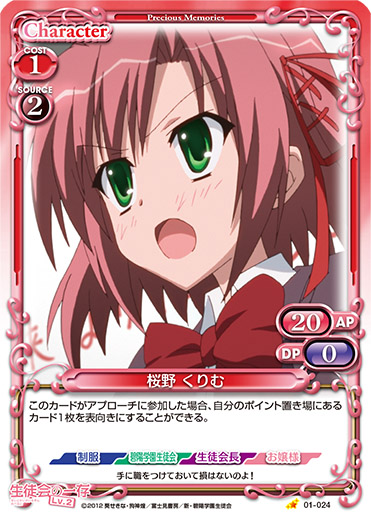 Precious Memories
Character
COST
1
SOURCE
2
20 AP
DP 0
桜野 くりむ
このカードがアプローチに参加した場合、自分のポイント置き場にある
カード1枚を表向きにすることができる。
制服 碧陽学園生徒会 生徒会長 お嬢様
手に職をつけておいて損はないのよ!
生徒会の一存
Lv.2
©2012 葵せきな・狗神煌/富士見書房/新・碧陽学園生徒会
01-024